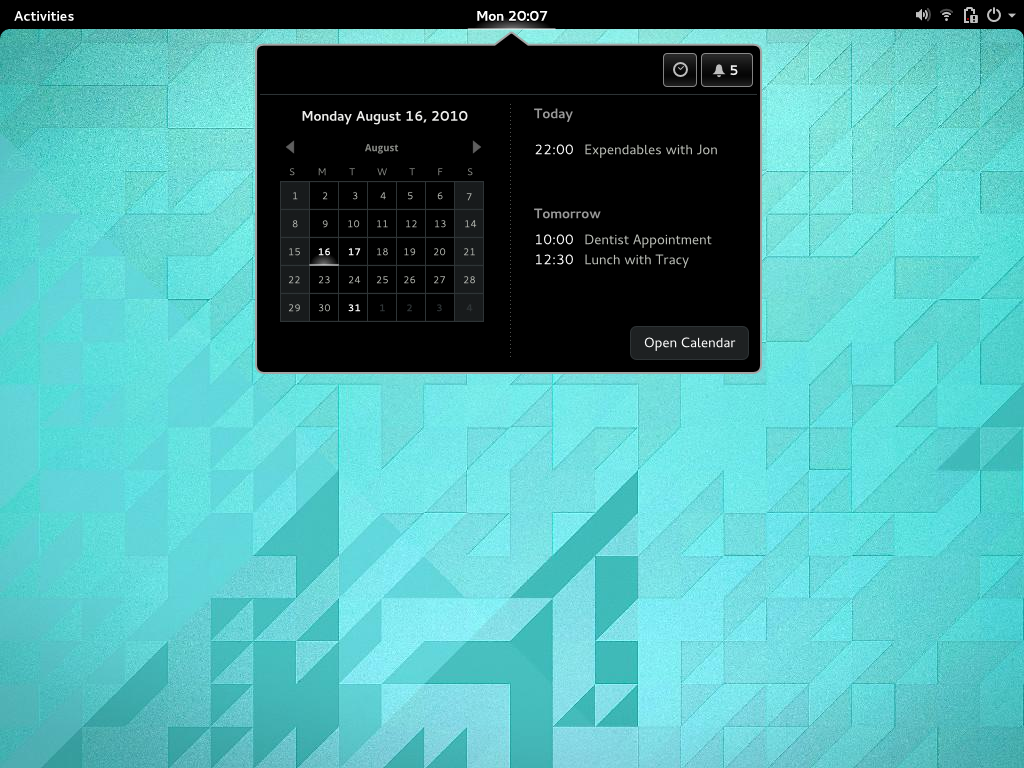 Activities
Mon 20:07
5
Monday August 16, 2010
August
S M T W T F S
1 2 3 4 5 6 7
8 9 10 11 12 13 14
15 16 17 18 19 20 21
22 23 24 25 26 27 28
29 30 31 1 2 3 4
Today
22:00 Expendables with Jon
Tomorrow
10:00 Dentist Appointment
12:30 Lunch with Tracy
Open Calendar